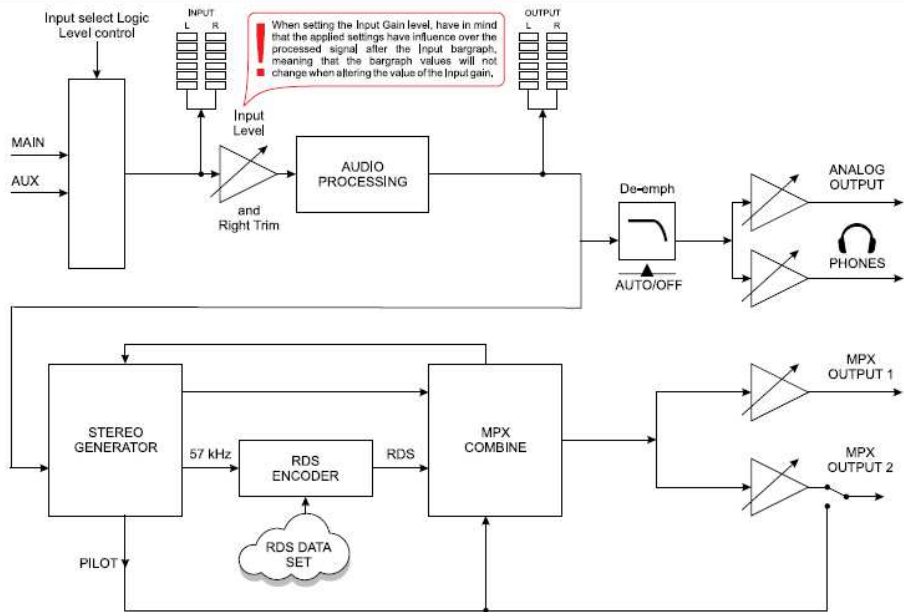 Input select Logic
Level control
INPUT
L R
! When setting the Input Gain level, have in mind
that the applied settings have influence over the
processed signal after the Input bargraph,
meaning that the bargraph values will not
change when altering the value of the Input gain.
OUTPUT
L R
MAIN
AUX
Input
Level
and
Right Trim
AUDIO
PROCESSING
De-emph
AUTO/OFF
ANALOG
OUTPUT
PHONES
STEREO
GENERATOR
57 kHz
RDS
ENCODER
RDS
MPX
COMBINE
MPX
OUTPUT 1
MPX
OUTPUT 2
RDS DATA
SET
PILOT